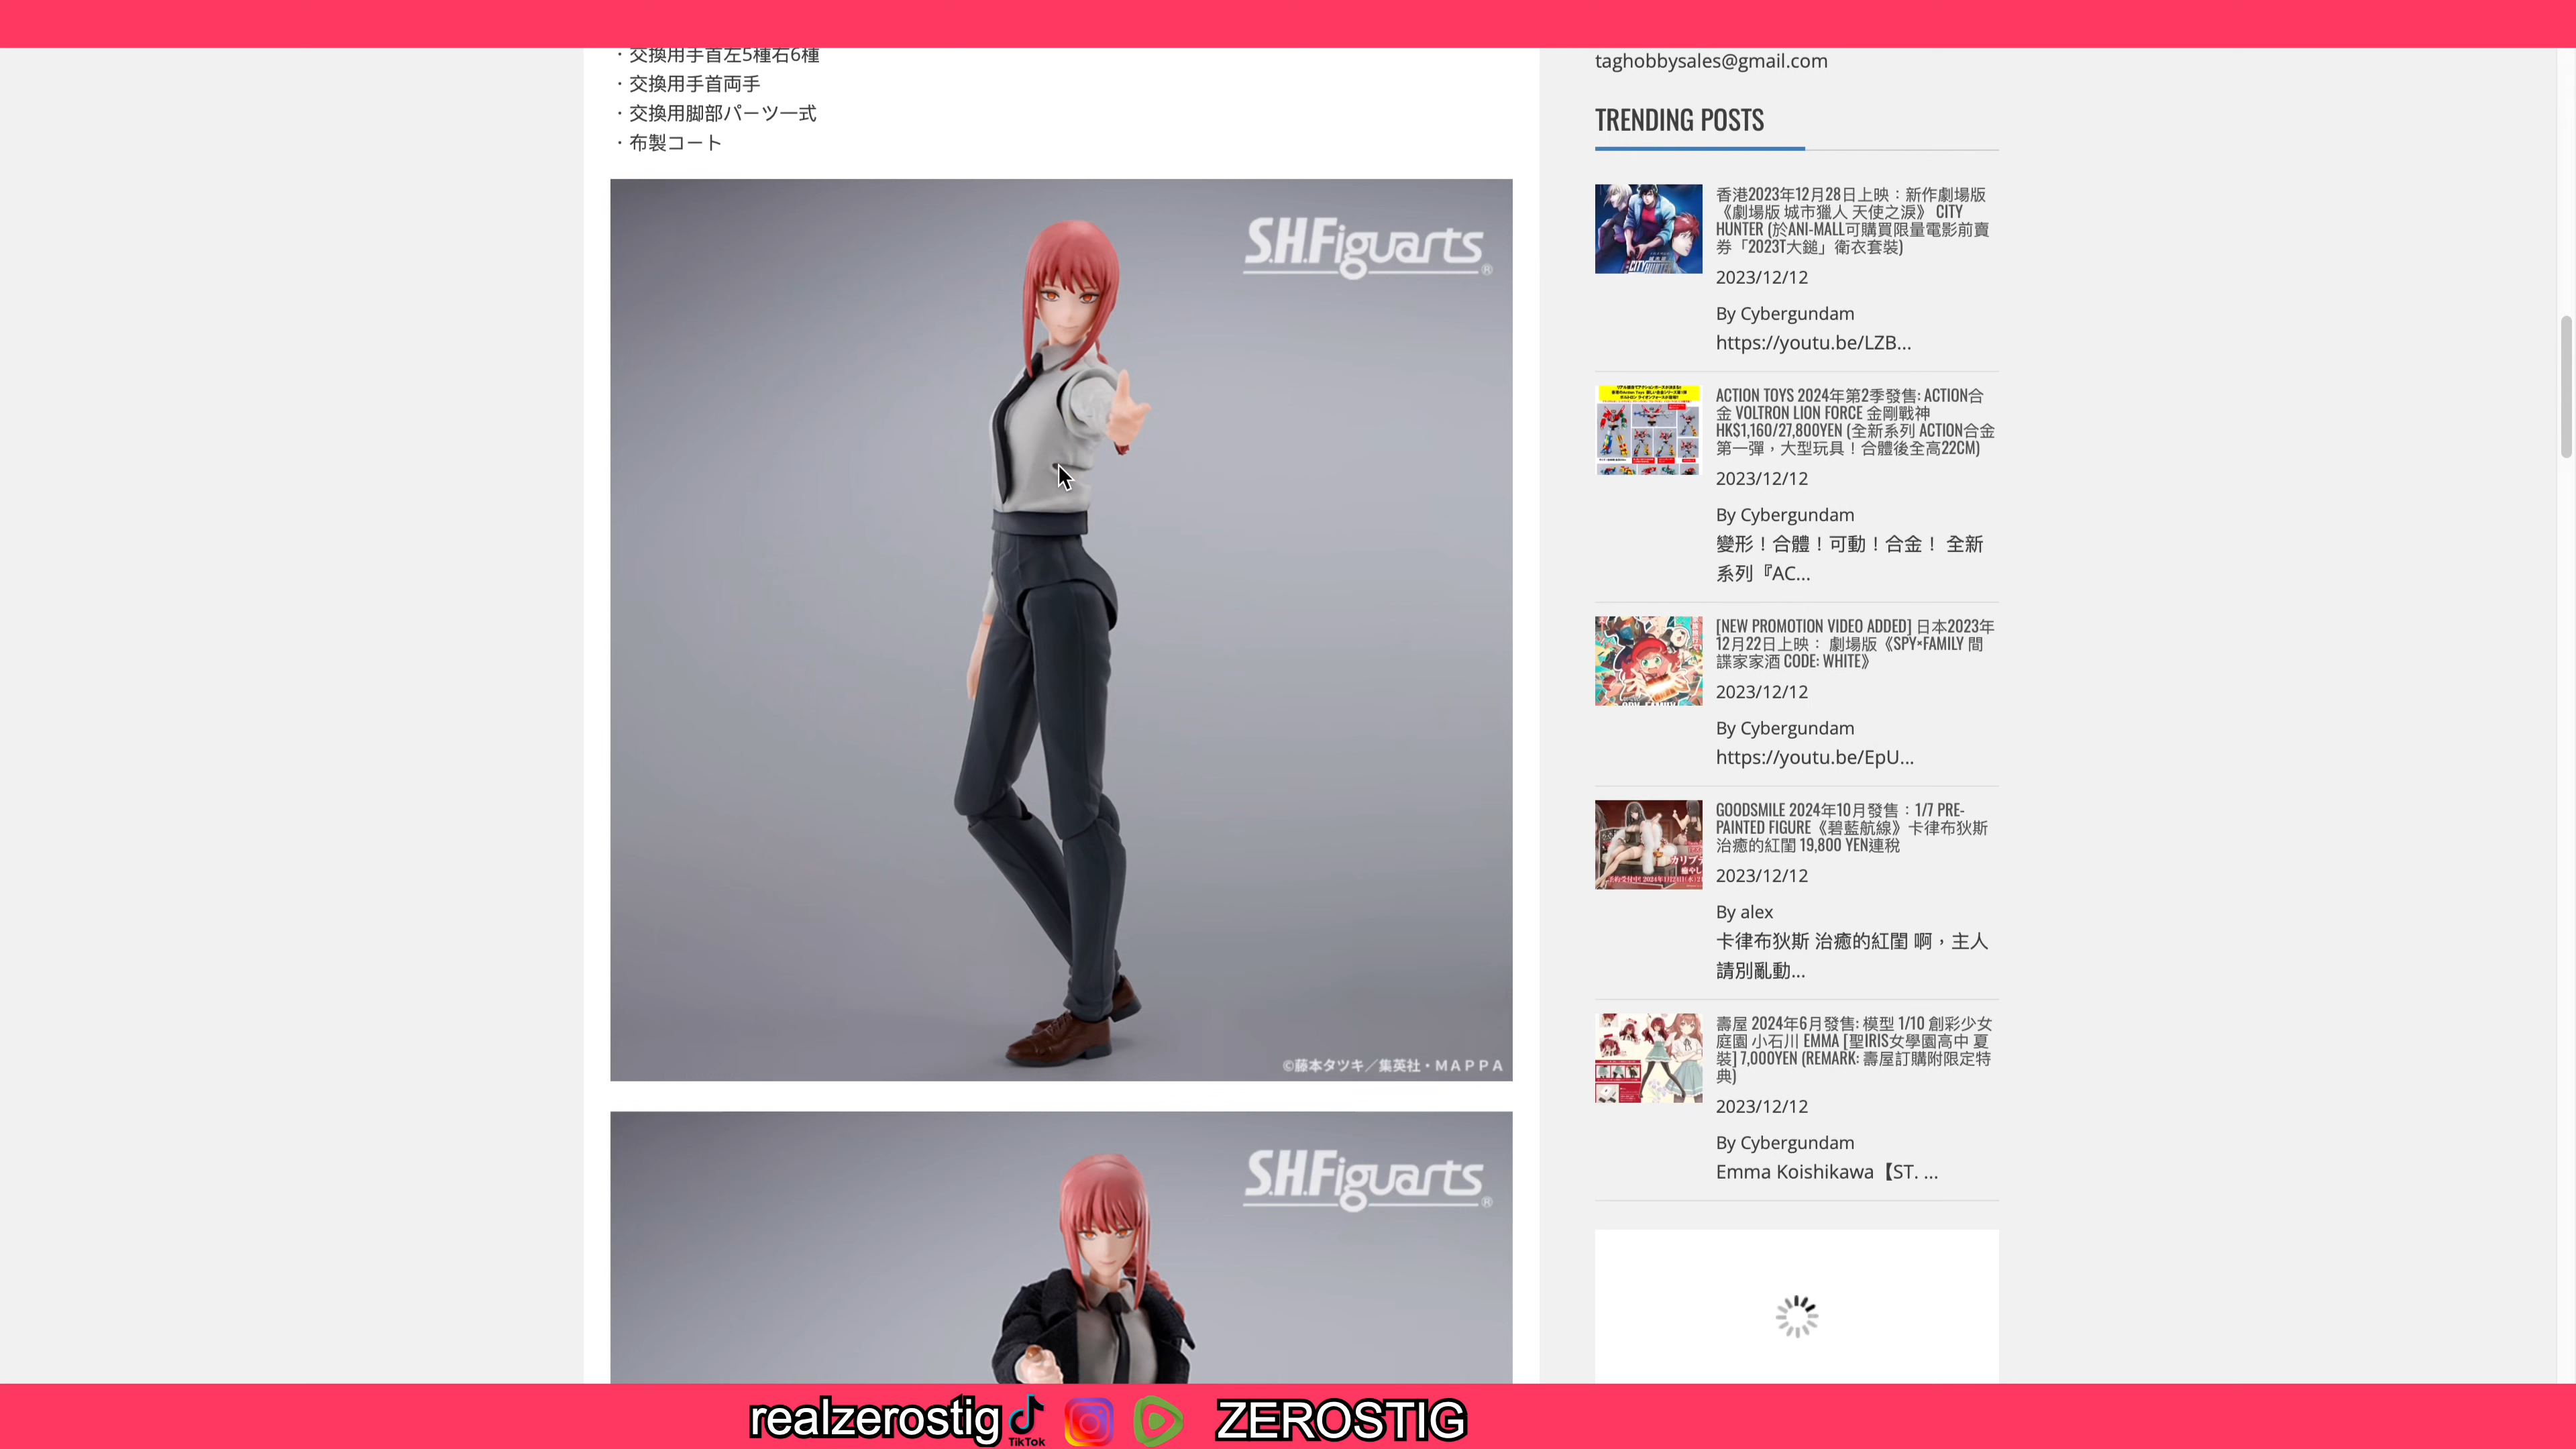 ・交換用手首左5種右6種
・交換用手首両手
・交換用脚部パーツ一式
・布製コート
S.H.Figuarts®
©藤本タツキ／集英社・MAPPA
S.H.Figuarts®
taghobbysales@gmail.com
TRENDING POSTS
香港2023年12月28日上映：新作劇場版
《劇場版 城市獵人 天使之淚》 CITY
HUNTER (於ANI-MALL可購買限量電影前賣
券「2023T大鎚」衛衣套裝)
2023/12/12
By Cybergundam
https://youtu.be/LZB...
ACTION TOYS 2024年第2季發售: ACTION合
金 VOLTRON LION FORCE 金剛戰神
HK$1,160/27,800YEN (全新系列 ACTION合金
第一彈，大型玩具！合體後全高22CM)
2023/12/12
By Cybergundam
變形！合體！可動！合金！ 全新
系列『AC...
[NEW PROMOTION VIDEO ADDED] 日本2023年
12月22日上映： 劇場版《SPY×FAMILY 間
諜家家酒 CODE: WHITE》
2023/12/12
By Cybergundam
https://youtu.be/EpU...
GOODSMILE 2024年10月發售：1/7 PRE-
PAINTED FIGURE《碧藍航線》卡律布狄斯
治癒的紅閨 19,800 YEN連稅
2023/12/12
By alex
卡律布狄斯 治癒的紅閨 啊，主人
請別亂動...
壽屋 2024年6月發售: 模型 1/10 創彩少女
庭園 小石川 EMMA [聖IRIS女學園高中 夏
裝] 7,000YEN (REMARK: 壽屋訂購附限定特
典)
2023/12/12
By Cybergundam
Emma Koishikawa【ST. ...
realzerostig TikTok ZEROSTIG